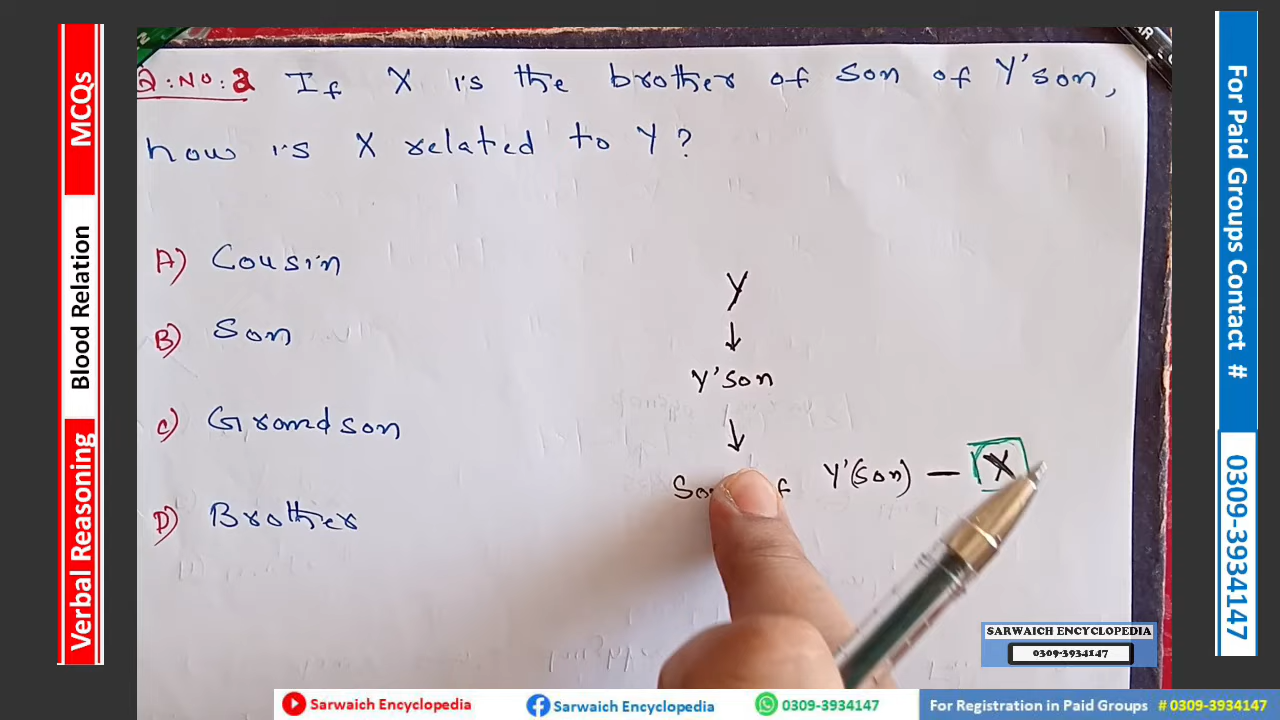 Q:NO:2 If X is the brother of Son of Y'son,
how is X related to Y?
A) Cousin
B) Son
C) Grandson
D) Brother
Y
Y'son
Y'(son) — X
MCQs
Blood Relation
Verbal Reasoning
For Paid Groups Contact #
0309-3934147
SARWAICH ENCYCLOPEDIA
0309-3934147
Sarwaich Encyclopedia
Sarwaich Encyclopedia
0309-3934147
For Registration in Paid Groups # 0309-3934147